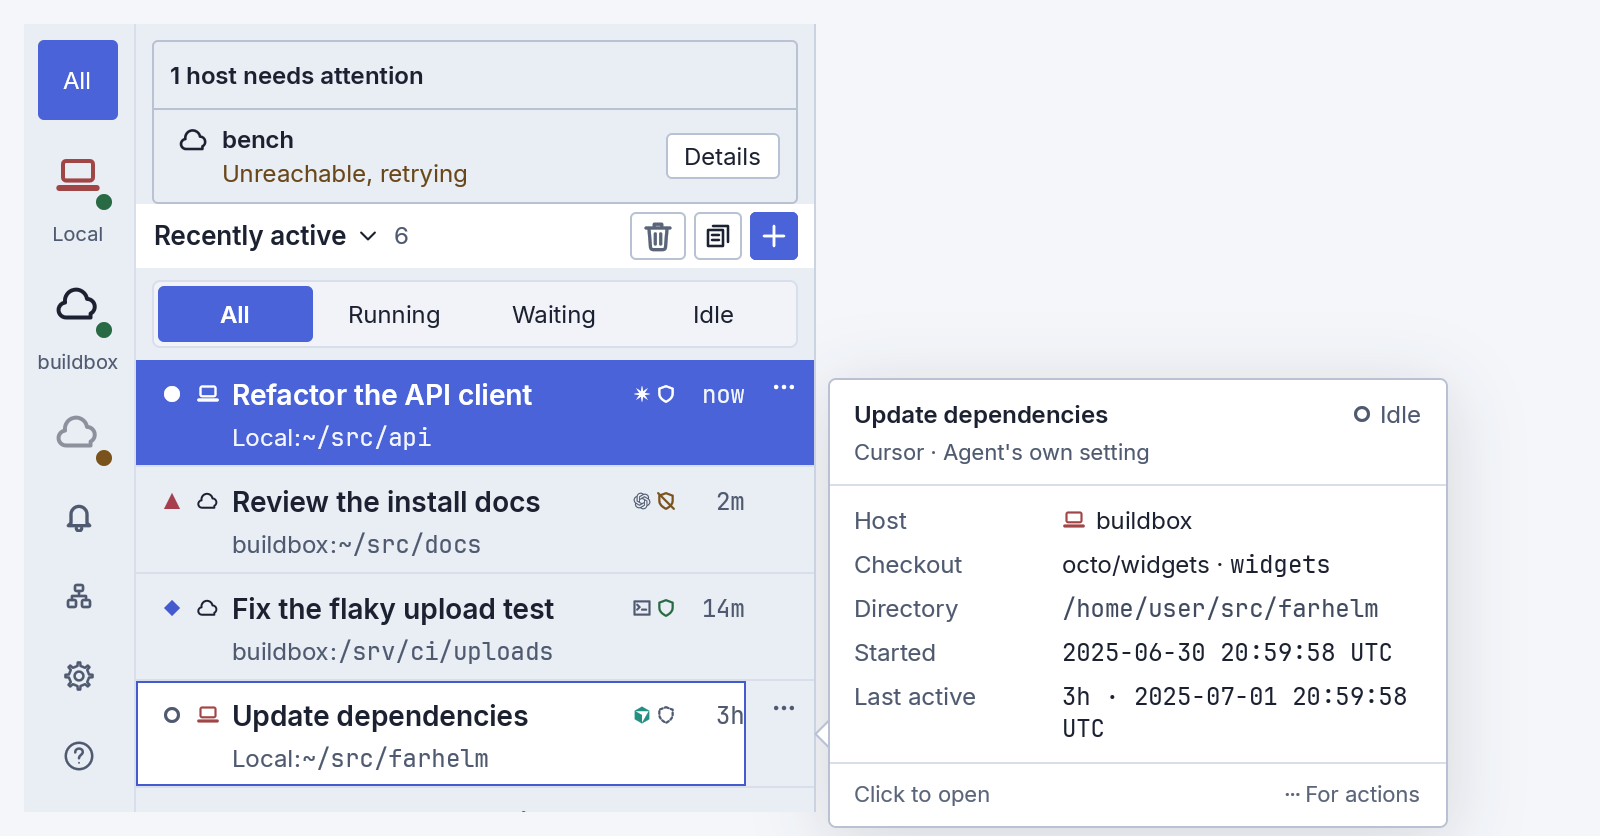 All
Local
buildbox
1 host needs attention
bench
Unreachable, retrying
Details
Recently active 6
All Running Waiting Idle
Refactor the API client now
Local:~/src/api
Review the install docs 2m
buildbox:~/src/docs
Fix the flaky upload test 14m
buildbox:/srv/ci/uploads
Update dependencies 3h
Local:~/src/farhelm
Update dependencies Idle
Cursor · Agent's own setting
Host buildbox
Checkout octo/widgets · widgets
Directory /home/user/src/farhelm
Started 2025-06-30 20:59:58 UTC
Last active 3h · 2025-07-01 20:59:58
UTC
Click to open ··· For actions